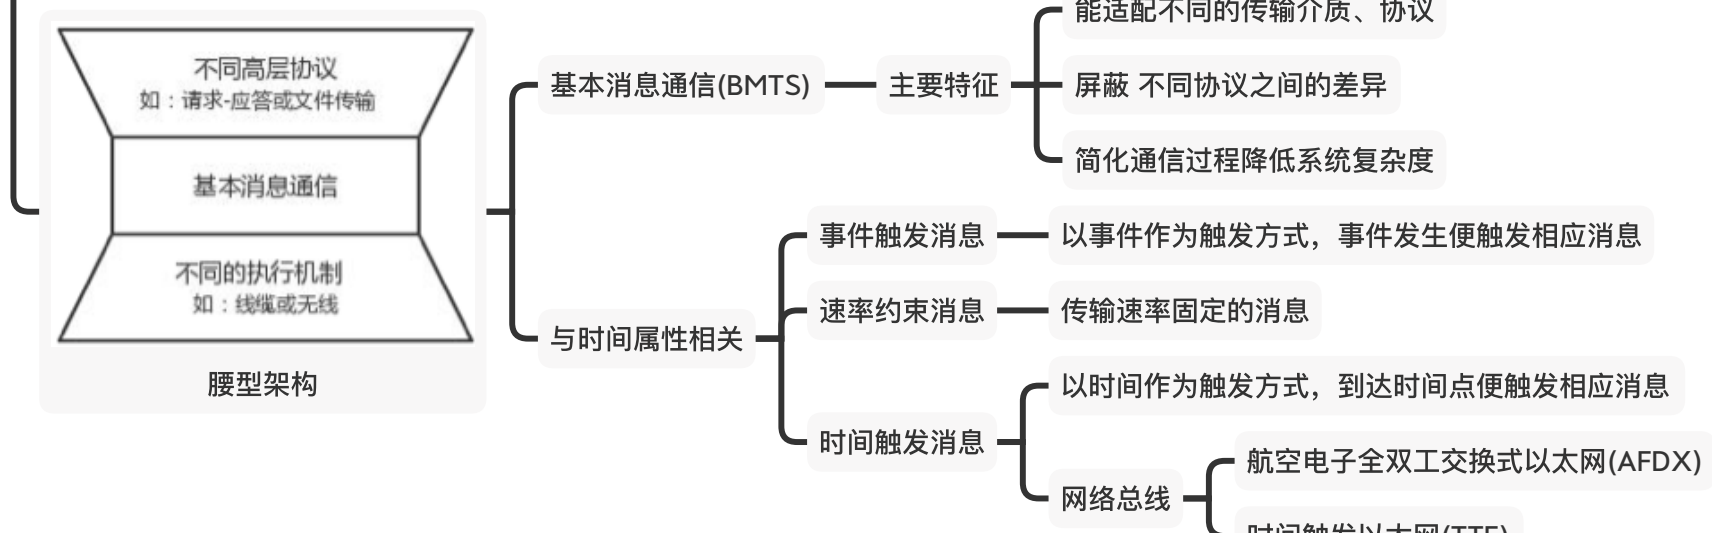 不同高层协议
如：请求-应答或文件传输
基本消息通信
不同的执行机制
如：线缆或无线
腰型架构
基本消息通信(BMTS)
主要特征
能适配不同的传输介质、协议
屏蔽 不同协议之间的差异
简化通信过程降低系统复杂度
与时间属性相关
事件触发消息
以事件作为触发方式，事件发生便触发相应消息
速率约束消息
传输速率固定的消息
时间触发消息
以时间作为触发方式，到达时间点便触发相应消息
网络总线
航空电子全双工交换式以太网(AFDX)
时间触发以太网(TTE)